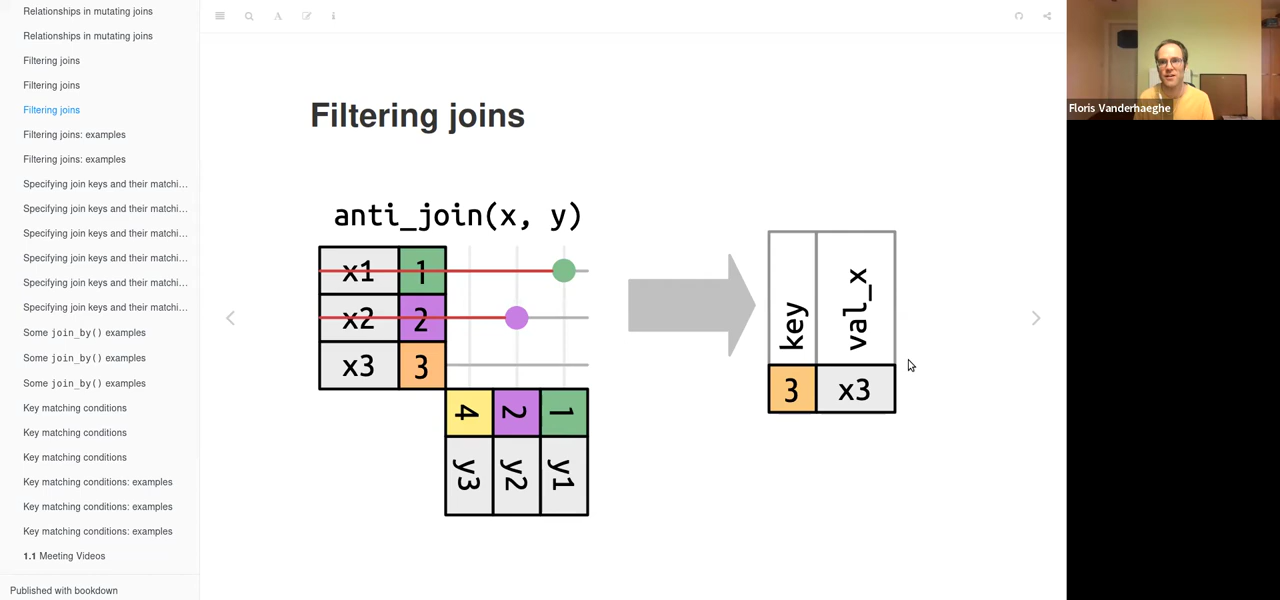 Relationships in mutating joins
Relationships in mutating joins
Filtering joins
Filtering joins
Filtering joins
Filtering joins: examples
Filtering joins: examples
Specifying join keys and their matchi...
Specifying join keys and their matchi...
Specifying join keys and their matchi...
Specifying join keys and their matchi...
Specifying join keys and their matchi...
Specifying join keys and their matchi...
Some join_by() examples
Some join_by() examples
Some join_by() examples
Key matching conditions
Key matching conditions
Key matching conditions
Key matching conditions: examples
Key matching conditions: examples
Key matching conditions: examples
1.1 Meeting Videos
Published with bookdown
A
i
Filtering joins
anti_join(x, y)
x1 1
x2 2
x3 3
4 2 1
y3 y2 y1
key val_x
3 x3
Floris Vanderhaeghe